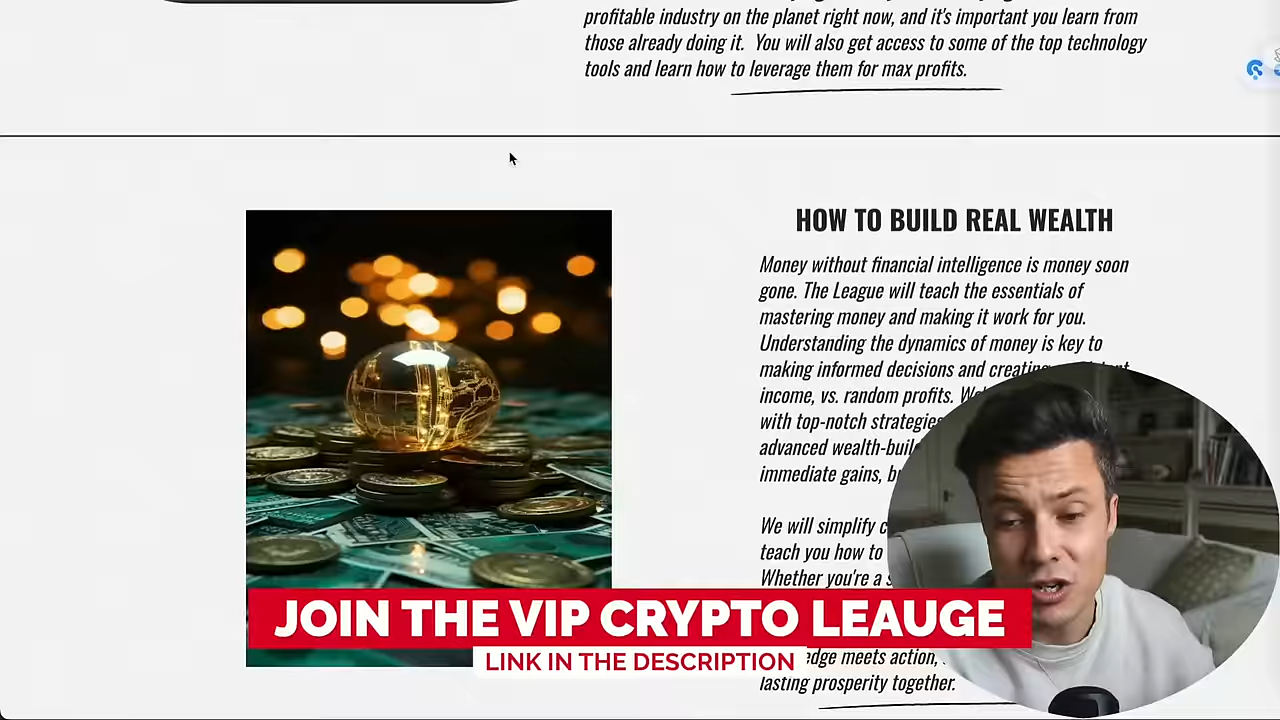 profitable industry on the planet right now, and it's important you learn from
those already doing it. You will also get access to some of the top technology
tools and learn how to leverage them for max profits.
HOW TO BUILD REAL WEALTH
Money without financial intelligence is money soon
gone. The League will teach the essentials of
mastering money and making it work for you.
Understanding the dynamics of money is key to
making informed decisions and creating
income, vs. random profits.
with top-notch strategies
advanced
immediate gains,
We will simplify
teach you how to
Whether you're a
JOIN THE VIP CRYPTO LEAUGE
LINK IN THE DESCRIPTION
meets action,
lasting prosperity together.